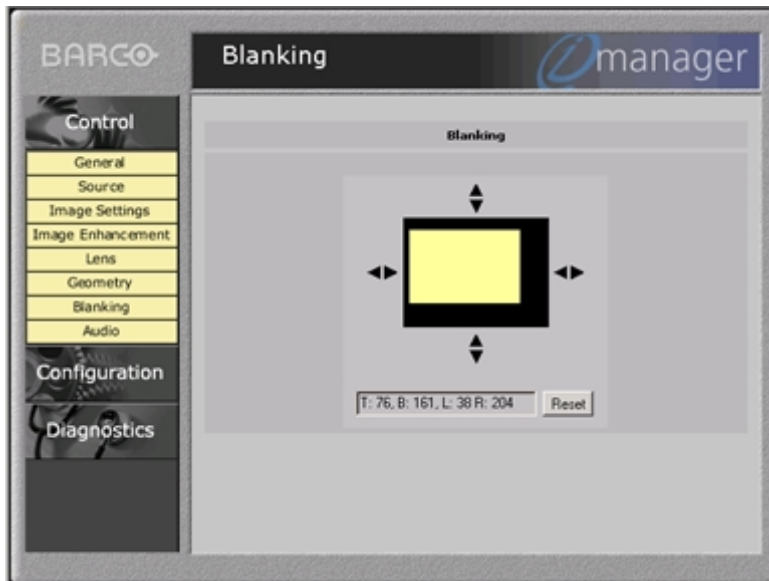 BARCO
Blanking
i manager
Control
General
Source
Image Settings
Image Enhancement
Lens
Geometry
Blanking
Audio
Configuration
Diagnostics
Blanking
T: 76, B: 161, L: 38 R: 204
Reset